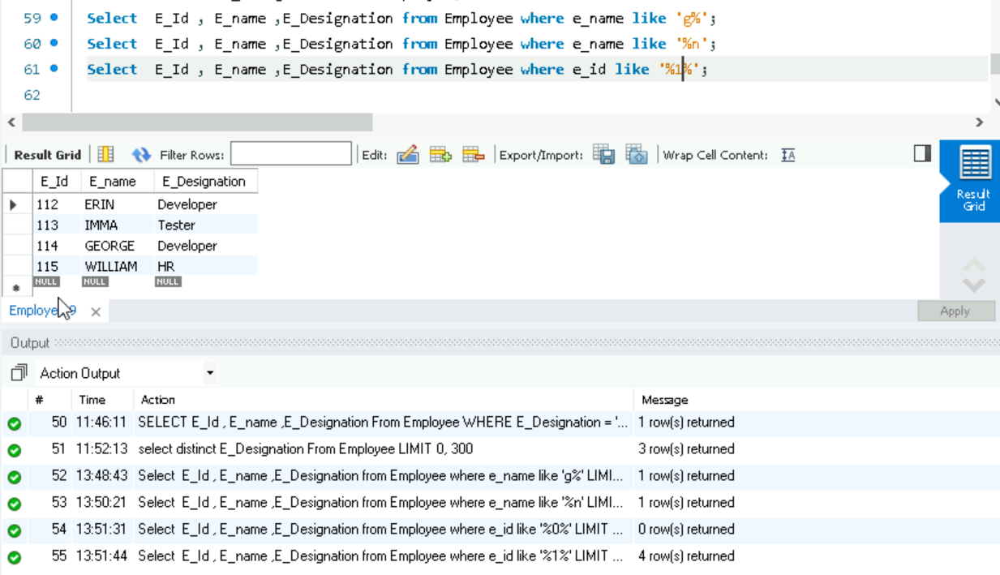 59 Select E_Id , E_name ,E_Designation from Employee where e_name like 'g%';
60 Select E_Id , E_name ,E_Designation from Employee where e_name like '%n';
61 Select E_Id , E_name ,E_Designation from Employee where e_id like '%1%';
62
Result Grid Filter Rows: Edit: Export/Import: Wrap Cell Content: IA
Result
Grid
E_Id E_name E_Designation
112 ERIN Developer
113 IMMA Tester
114 GEORGE Developer
115 WILLIAM HR
NULL NULL NULL
9
Apply
Output
Action Output
# Time Action Message
50 11:46:11 SELECT E_Id , E_name ,E_Designation From Employee WHERE E_Designation = '... 1 row(s) returned
51 11:52:13 select distinct E_Designation From Employee LIMIT 0, 300 3 row(s) returned
52 13:48:43 Select E_Id , E_name ,E_Designation from Employee where e_name like 'g%' LIMI... 1 row(s) returned
53 13:50:21 Select E_Id , E_name ,E_Designation from Employee where e_name like '%n' LIMI... 1 row(s) returned
54 13:51:31 Select E_Id , E_name ,E_Designation from Employee where e_id like '%0%' LIMIT ... 0 row(s) returned
55 13:51:44 Select E_Id , E_name ,E_Designation from Employee where e_id like '%1%' LIMIT ... 4 row(s) returned